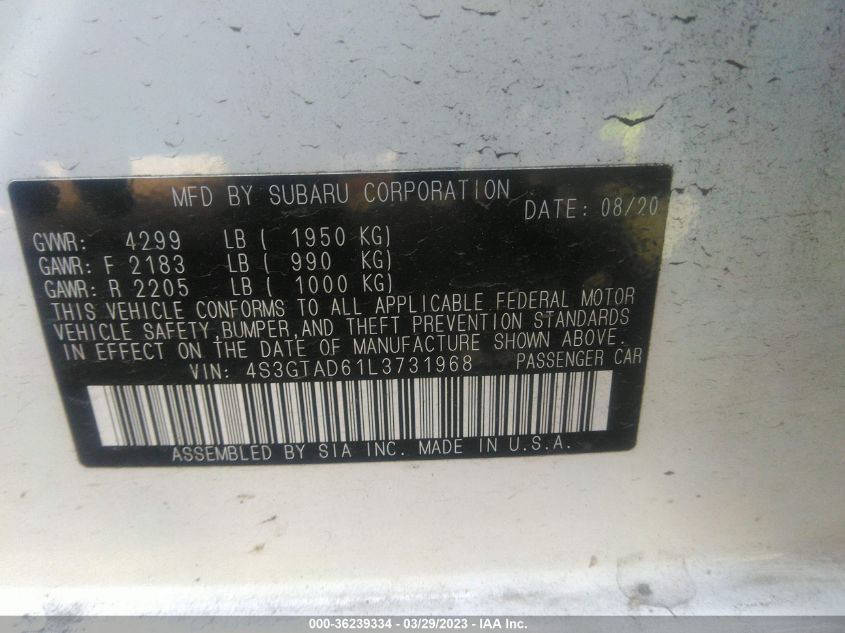 MFD BY SUBARU CORPORATION
DATE: 08/20
GVWR: 4299 LB ( 1950 KG)
GAWR: F 2183 LB ( 990 KG)
GAWR: R 2205 LB ( 1000 KG)
THIS VEHICLE CONFORMS TO ALL APPLICABLE FEDERAL MOTOR
VEHICLE SAFETY,BUMPER,AND THEFT PREVENTION STANDARDS
IN EFFECT ON THE DATE OF MANUFACTURE SHOWN ABOVE.
VIN: 4S3GTAD61L3731968 PASSENGER CAR
ASSEMBLED BY SIA INC. MADE IN U.S.A.
000-36239334 - 03/29/2023 - IAA Inc.